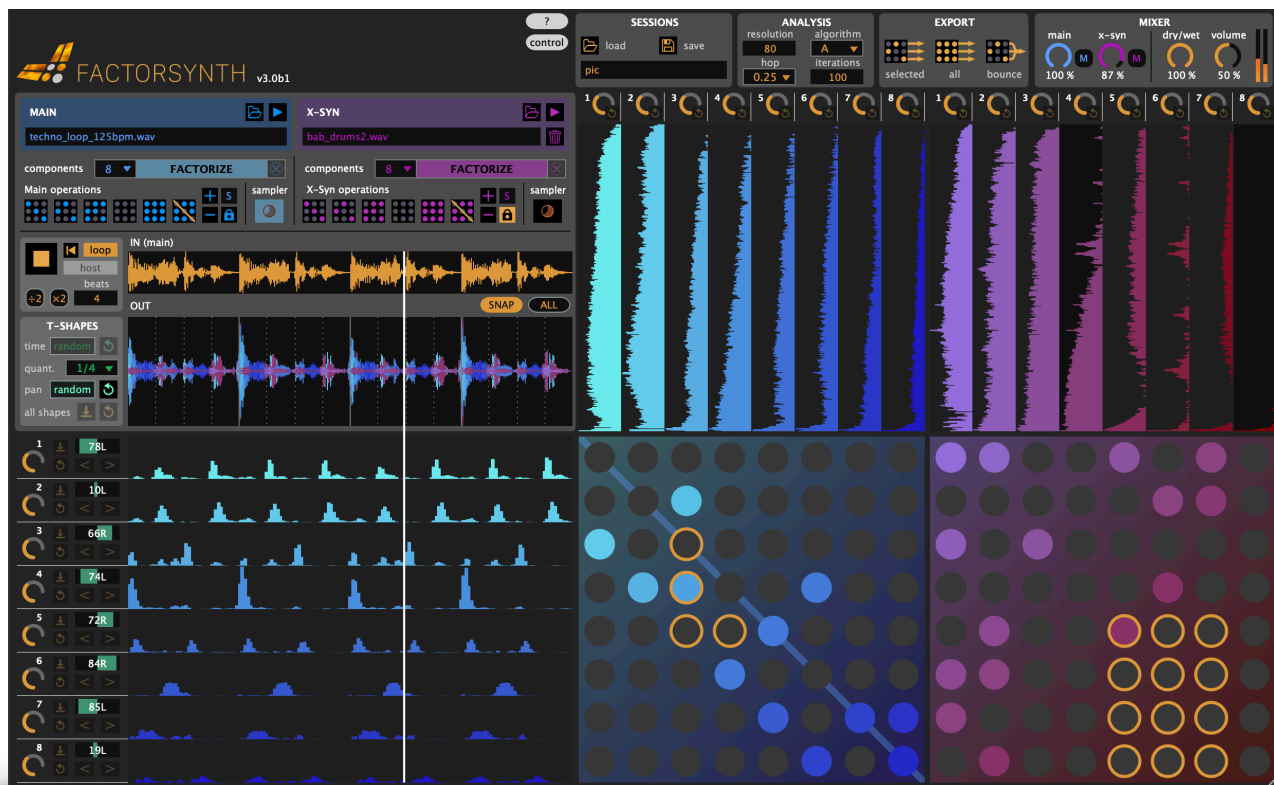 FACTORSYNTH v3.0b1
?
control
SESSIONS
load
save
pic
ANALYSIS
resolution
algorithm
80
A
hop
iterations
0.25
100
EXPORT
selected
all
bounce
MIXER
main
x-syn
dry/wet
volume
M
M
100 %
87 %
100 %
50 %
MAIN
techno_loop_125bpm.wav
X-SYN
bab_drums2.wav
components
8
FACTORIZE
components
8
FACTORIZE
Main operations
S
sampler
X-Syn operations
S
sampler
loop
host
beats
÷2
×2
4
IN (main)
OUT
SNAP
ALL
T-SHAPES
time
random
quant.
1/4
pan
random
all shapes
1 2 3 4 5 6 7 8
1 2 3 4 5 6 7 8
1
78L
< >
2
10L
< >
3
66R
< >
4
74L
< >
5
72R
< >
6
84R
< >
7
85L
< >
8
19L
< >